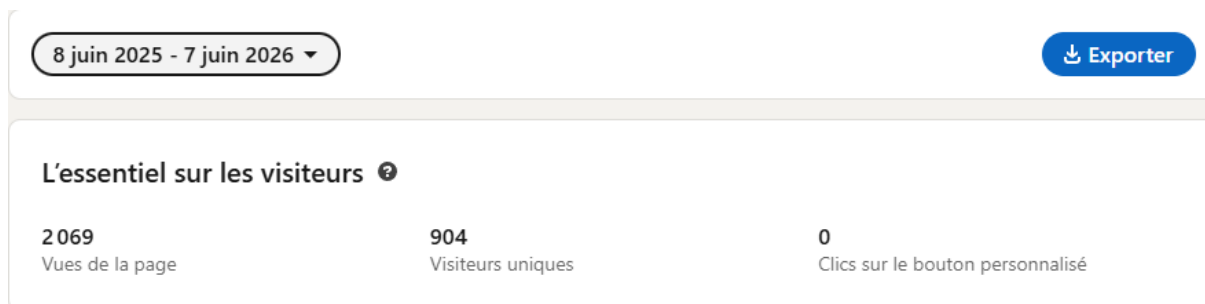 8 juin 2025 - 7 juin 2026
Exporter
L’essentiel sur les visiteurs
2 069
904
0
Vues de la page
Visiteurs uniques
Clics sur le bouton personnalisé